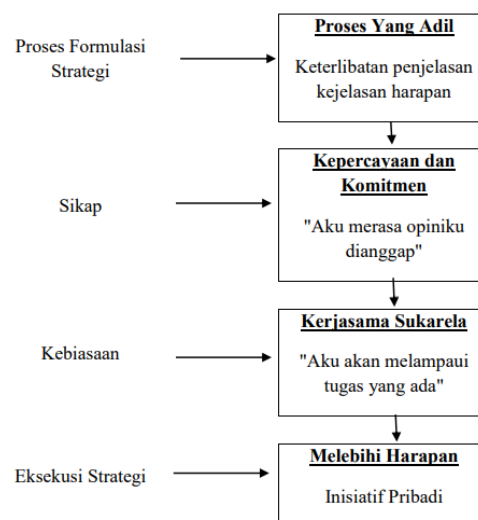 Proses Formulasi
Strategi
Proses Yang Adil
Keterlibatan penjelasan
kejelasan harapan
Sikap
Kepercayaan dan
Komitmen
"Aku merasa opiniku
dianggap"
Kebiasaan
Kerjasama Sukarela
"Aku akan melampaui
tugas yang ada"
Eksekusi Strategi
Melebihi Harapan
Inisiatif Pribadi